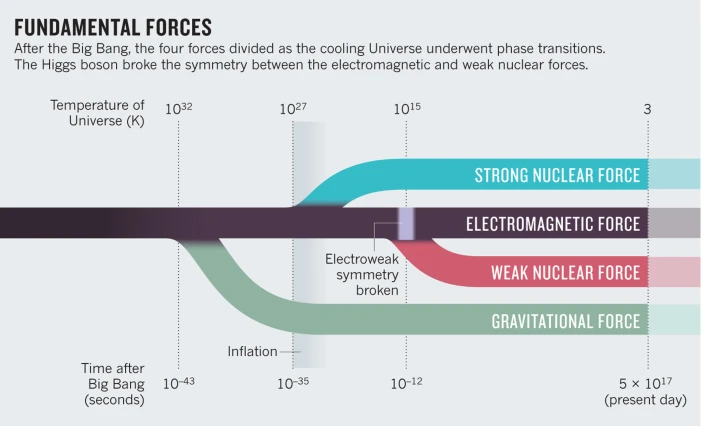 FUNDAMENTAL FORCES
After the Big Bang, the four forces divided as the cooling Universe underwent phase transitions.
The Higgs boson broke the symmetry between the electromagnetic and weak nuclear forces.
Temperature of
Universe (K)
10³²
10²⁷
10¹⁵
3
STRONG NUCLEAR FORCE
ELECTROMAGNETIC FORCE
Electroweak
symmetry
broken
WEAK NUCLEAR FORCE
GRAVITATIONAL FORCE
Inflation
Time after
Big Bang
(seconds)
10⁻⁴³
10⁻³⁵
10⁻¹²
5 × 10¹⁷
(present day)